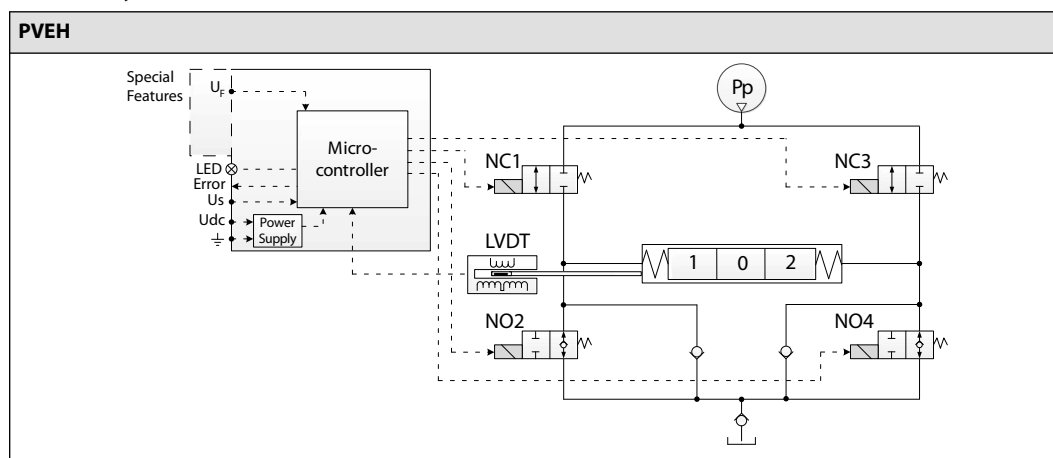 PVEH
Special
Features
U_F
Pp
Micro-
controller
NC1
NC3
LED
Error
Us
Udc
Power
Supply
LVDT
1 0 2
NO2
NO4